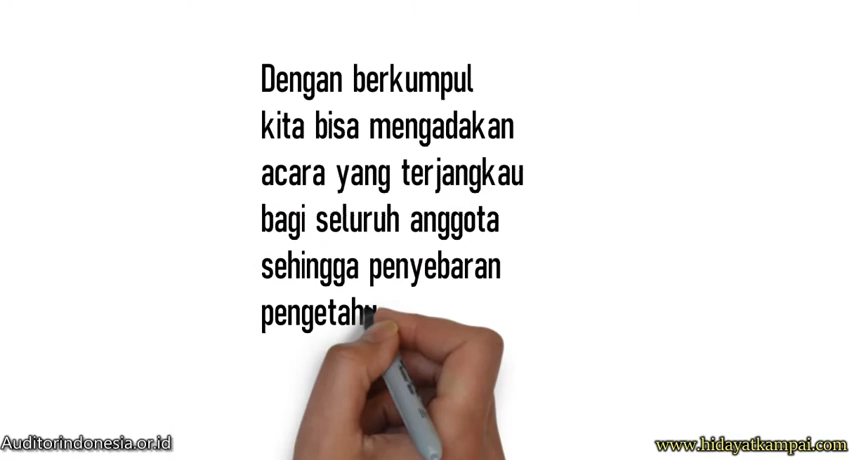 Dengan berkumpul
kita bisa mengadakan
acara yang terjangkau
bagi seluruh anggota
sehingga penyebaran
pengetahu
Auditorindonesia.or.id
www.hidayatkampai.com